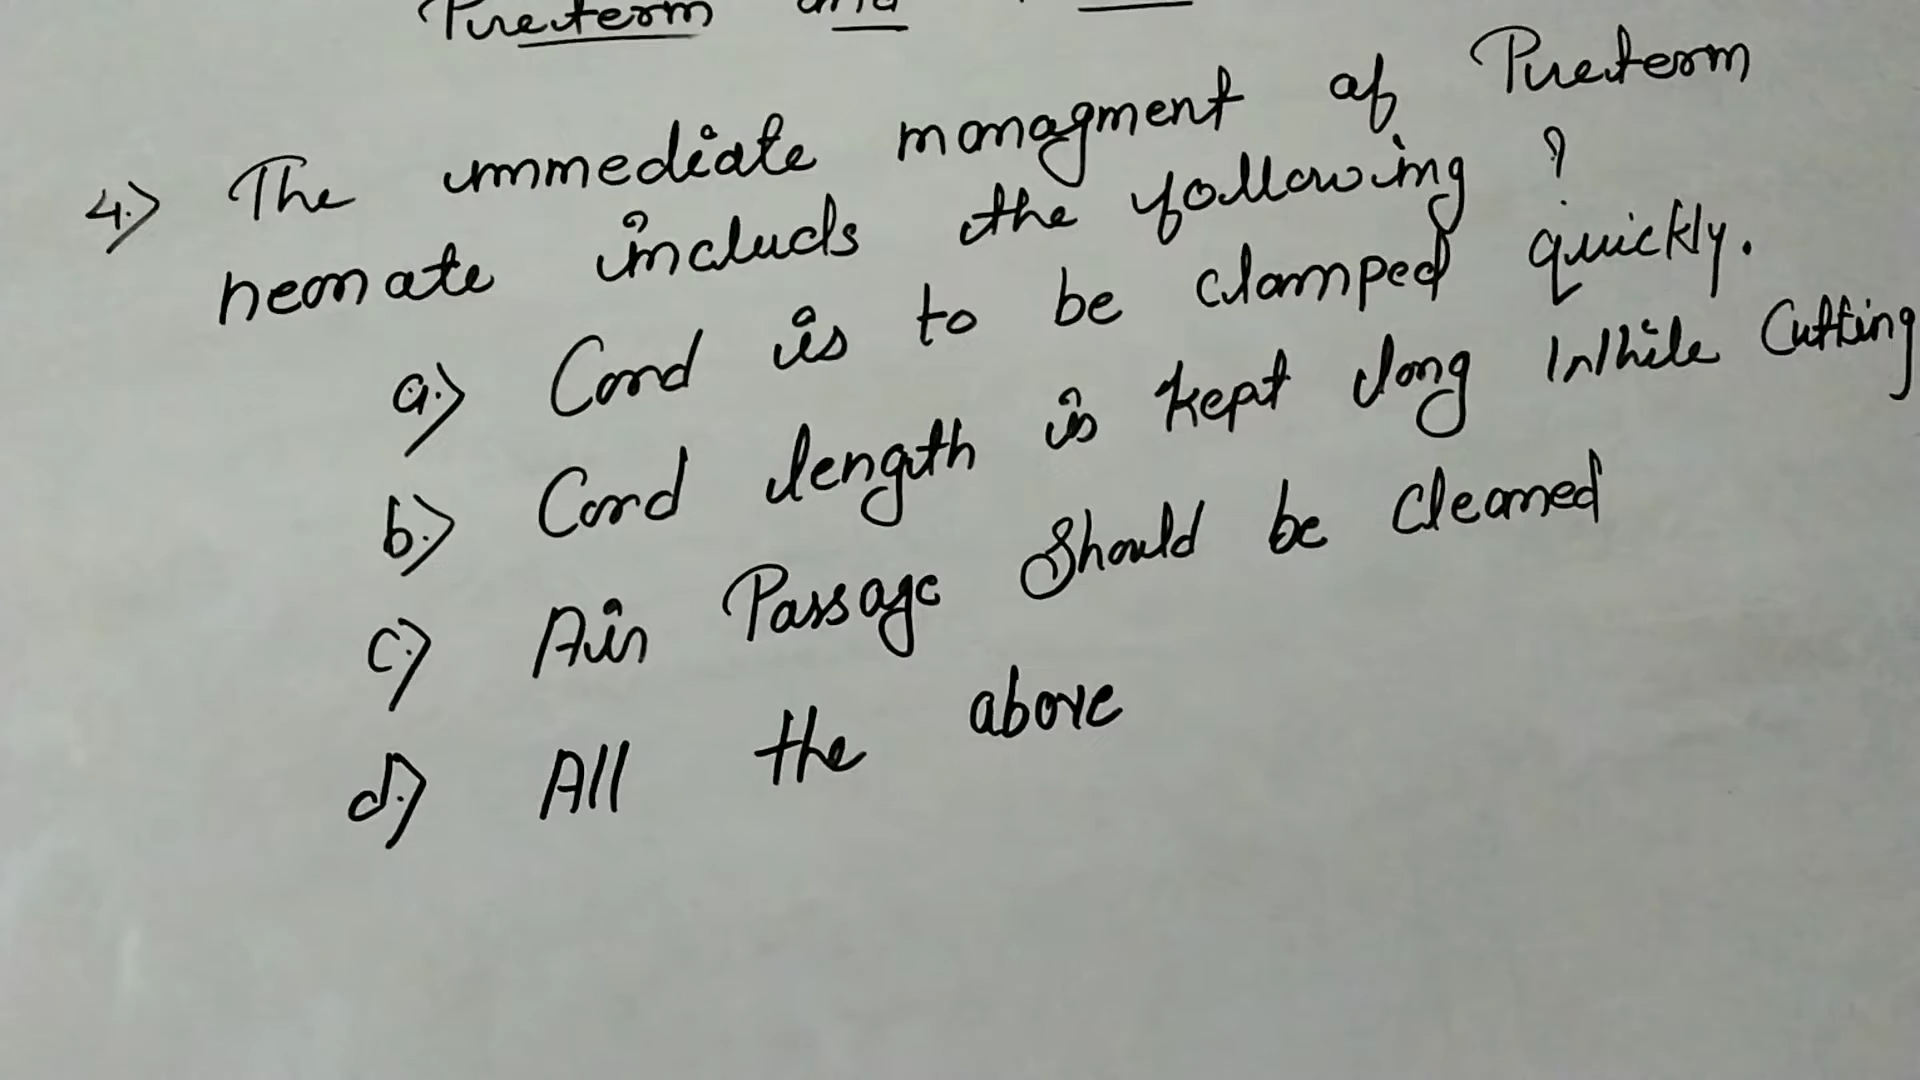 Preterm and
4.) The immediate managment of Preterm
neonate includs the following ?
a.) Cord is to be clamped quickly.
b.) Cord length is kept long While Cutting
c.) Air Passage Should be Cleaned
d.) All the above